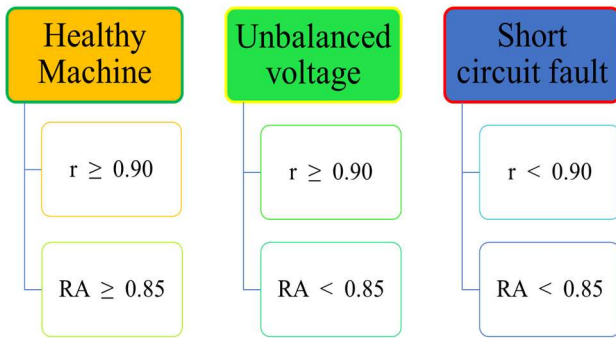 Healthy
Machine
r ≥ 0.90
RA ≥ 0.85
Unbalanced
voltage
r ≥ 0.90
RA < 0.85
Short
circuit fault
r < 0.90
RA < 0.85